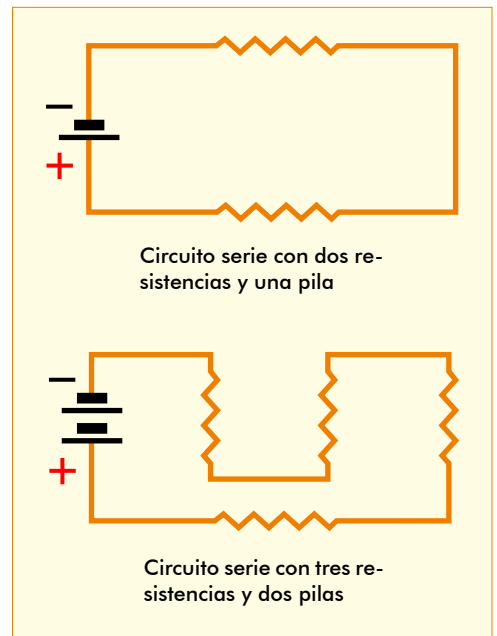 −
+
Circuito serie con dos re-
sistencias y una pila
−
+
Circuito serie con tres re-
sistencias y dos pilas